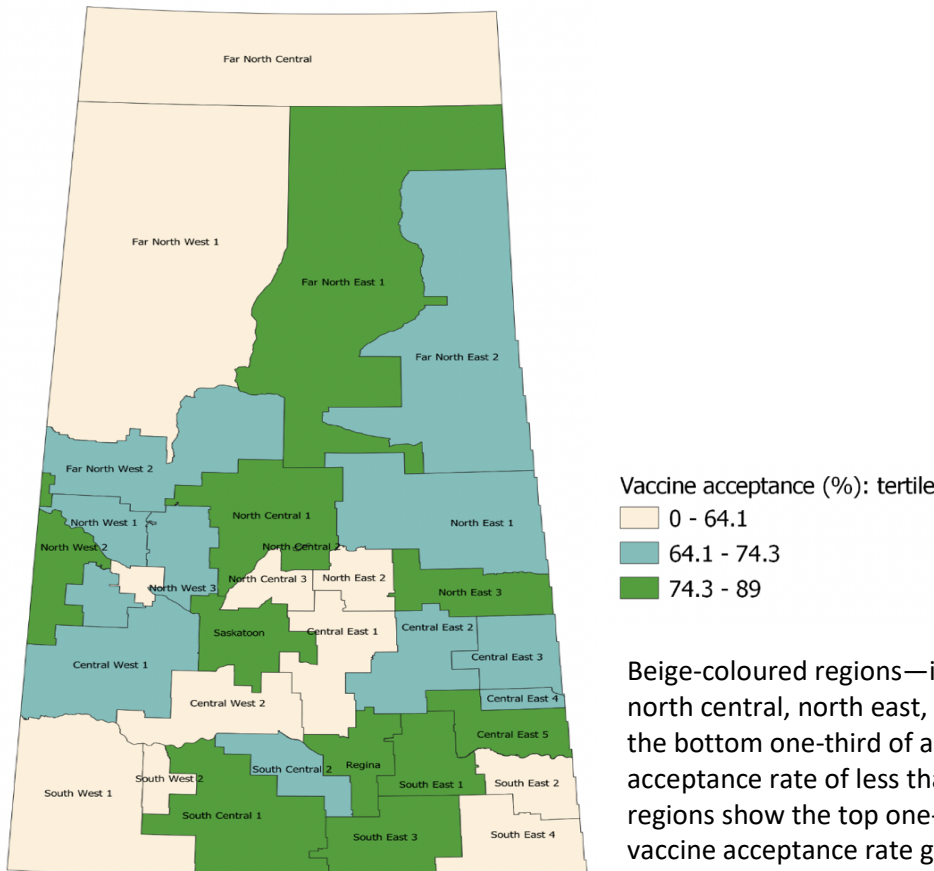 Far North Central
Far North West 1
Far North East 1
Far North East 2
Far North West 2
North West 1
North Central 1
North East 1
North West 2
North Central 2
North West 3
North Central 3
North East 2
North East 3
Saskatoon
Central East 1
Central East 2
Central West 1
Central East 3
Central West 2
Central East 4
Central East 5
South West 1
South West 2
South Central 2
Regina
South East 1
South East 2
South Central 1
South East 3
South East 4
Vaccine acceptance (%): tertile
0 - 64.1
64.1 - 74.3
74.3 - 89
Beige-coloured regions—i
north central, north east,
the bottom one-third of a
acceptance rate of less tha
regions show the top one-
vaccine acceptance rate g